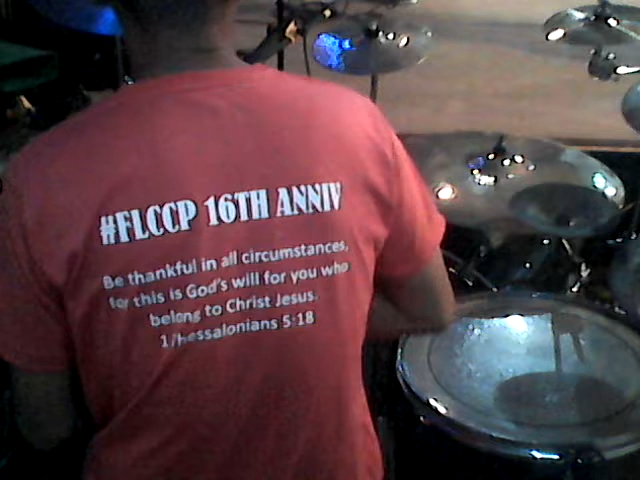 #FLCCP 16TH ANNIV
Be thankful in all circumstances,
for this is God's will for you who
belong to Christ Jesus.
1Thessalonians 5:18